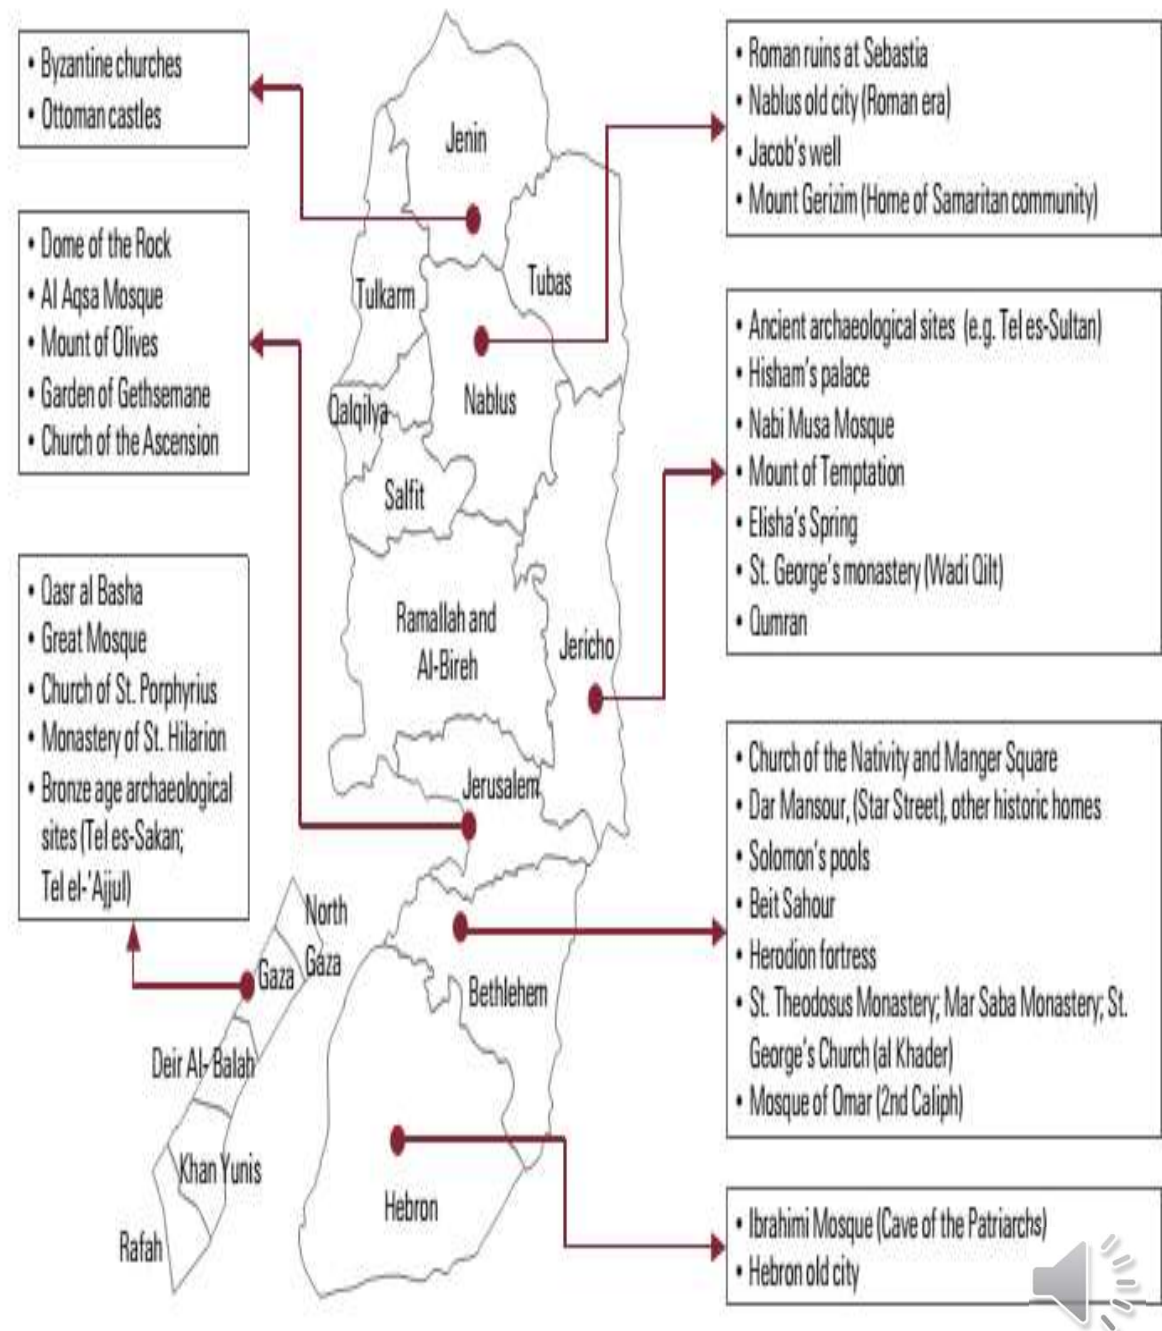 • Byzantine churches
• Ottoman castles
• Dome of the Rock
• Al Aqsa Mosque
• Mount of Olives
• Garden of Gethsemane
• Church of the Ascension
• Qasr al Basha
• Great Mosque
• Church of St. Porphyrius
• Monastery of St. Hilarion
• Bronze age archaeological
sites (Tel es-Sakan;
Tel el-'Ajjul)
Jenin
Tubas
Tulkarm
Nablus
Qalqilya
Salfit
Ramallah and
Al-Bireh
Jericho
Jerusalem
North
Gaza
Gaza
Bethlehem
Deir Al- Balah
Khan Yunis
Hebron
Rafah
• Roman ruins at Sebastia
• Nablus old city (Roman era)
• Jacob's well
• Mount Gerizim (Home of Samaritan community)
• Ancient archaeological sites (e.g. Tel es-Sultan)
• Hisham's palace
• Nabi Musa Mosque
• Mount of Temptation
• Elisha's Spring
• St. George's monastery (Wadi Qilt)
• Qumran
• Church of the Nativity and Manger Square
• Dar Mansour, (Star Street), other historic homes
• Solomon's pools
• Beit Sahour
• Herodion fortress
• St. Theodosus Monastery; Mar Saba Monastery; St.
George's Church (al Khader)
• Mosque of Omar (2nd Caliph)
• Ibrahimi Mosque (Cave of the Patriarchs)
• Hebron old city